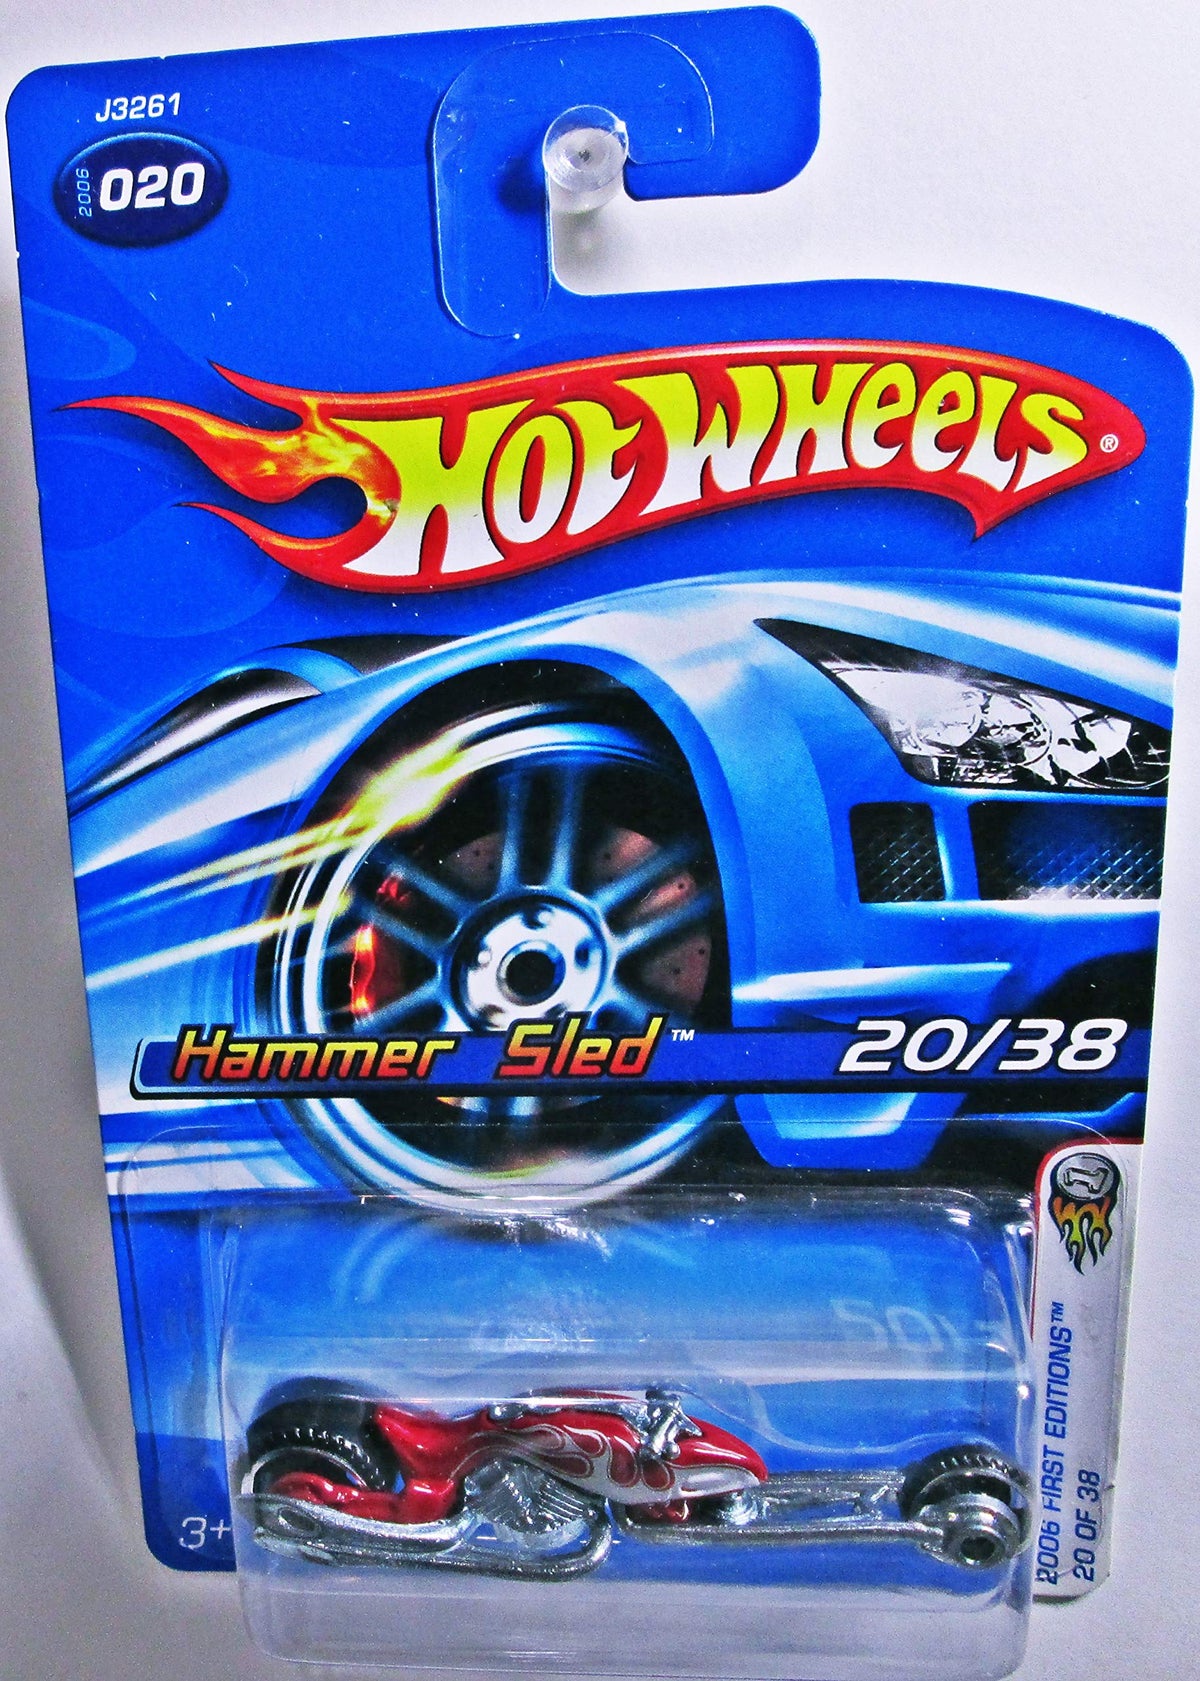 J3261
2006 020
HOT WHEELS®
Hammer Sled™ 20/38
2006 FIRST EDITIONS™
20 OF 38
3+